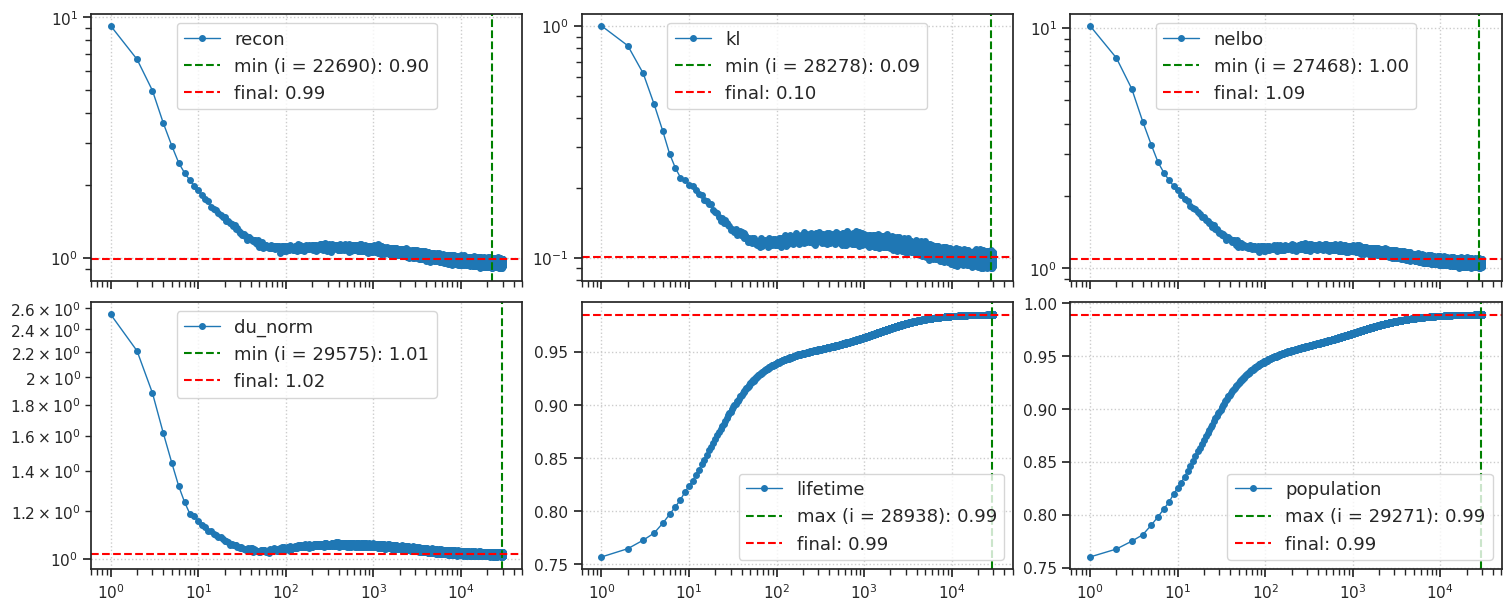 10¹
10⁰
recon
min (i = 22690): 0.90
final: 0.99
10⁰
10⁻¹
kl
min (i = 28278): 0.09
final: 0.10
10¹
10⁰
nelbo
min (i = 27468): 1.00
final: 1.09
2.6 × 10⁰
2.4 × 10⁰
2.2 × 10⁰
2 × 10⁰
1.8 × 10⁰
1.6 × 10⁰
1.4 × 10⁰
1.2 × 10⁰
10⁰
du_norm
min (i = 29575): 1.01
final: 1.02
10⁰ 10¹ 10² 10³ 10⁴
0.95
0.90
0.85
0.80
0.75
lifetime
max (i = 28938): 0.99
final: 0.99
10⁰ 10¹ 10² 10³ 10⁴
1.00
0.95
0.90
0.85
0.80
0.75
population
max (i = 29271): 0.99
final: 0.99
10⁰ 10¹ 10² 10³ 10⁴